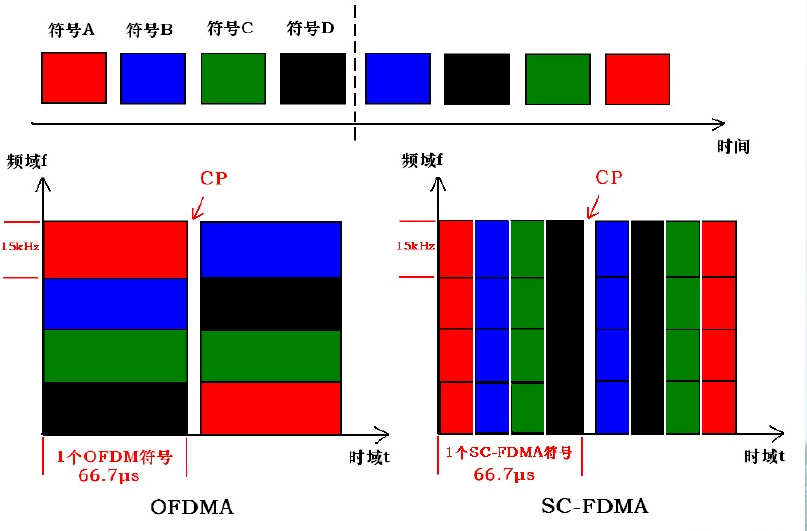 符号A 符号B 符号C 符号D
时间
频域f
CP
15kHz
1个OFDM符号
66.7μs
时域t
OFDMA
频域f
CP
15kHz
1个SC-FDMA符号
66.7μs
时域t
SC-FDMA